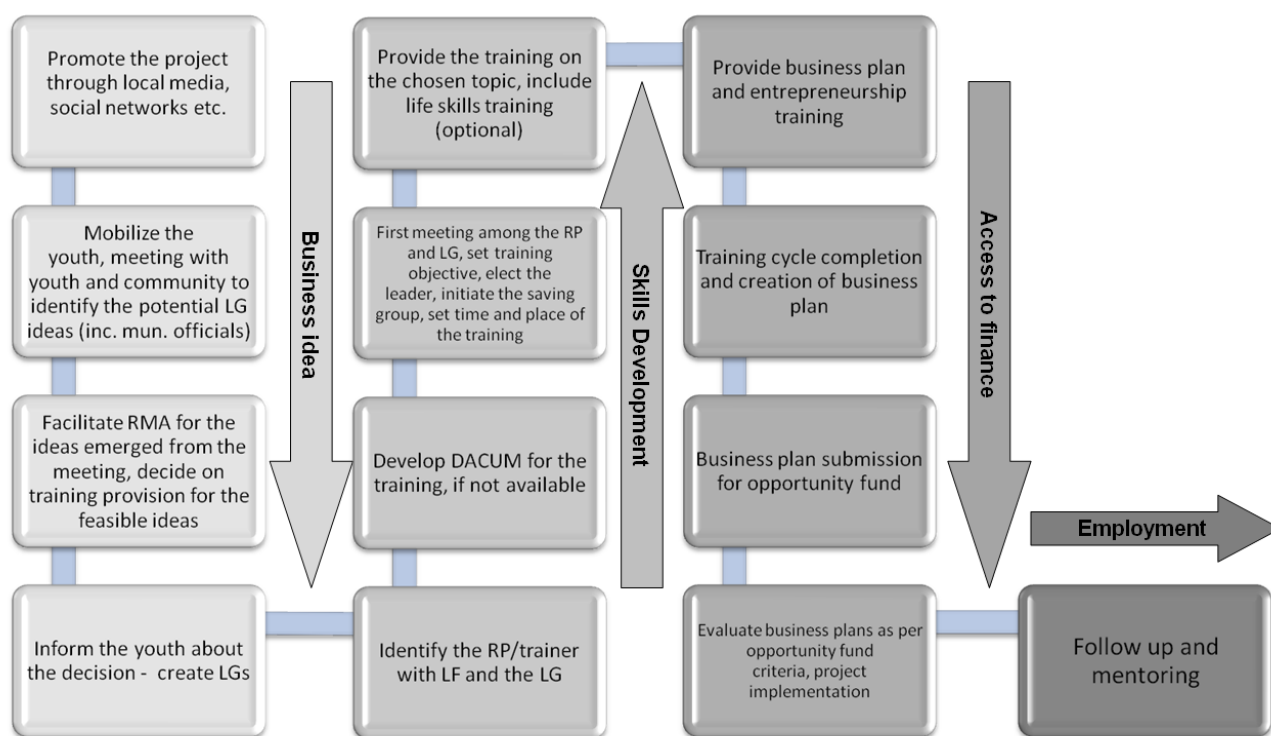 Promote the project
through local media,
social networks etc.
Mobilize the
youth, meeting with
youth and community to
identify the potential LG
ideas (inc. mun. officials)
Facilitate RMA for the
ideas emerged from the
meeting, decide on
training provision for the
feasible ideas
Inform the youth about
the decision - create LGs
Business idea
Identify the RP/trainer
with LF and the LG
Develop DACUM for the
training, if not available
First meeting among the RP
and LG, set training
objective, elect the
leader, initiate the saving
group, set time and place of
the training
Provide the training on
the chosen topic, include
life skills training
(optional)
Skills Development
Provide business plan
and entrepreneurship
training
Training cycle completion
and creation of business
plan
Business plan submission
for opportunity fund
Evaluate business plans as per
opportunity fund
criteria, project
implementation
Access to finance
Employment
Follow up and
mentoring